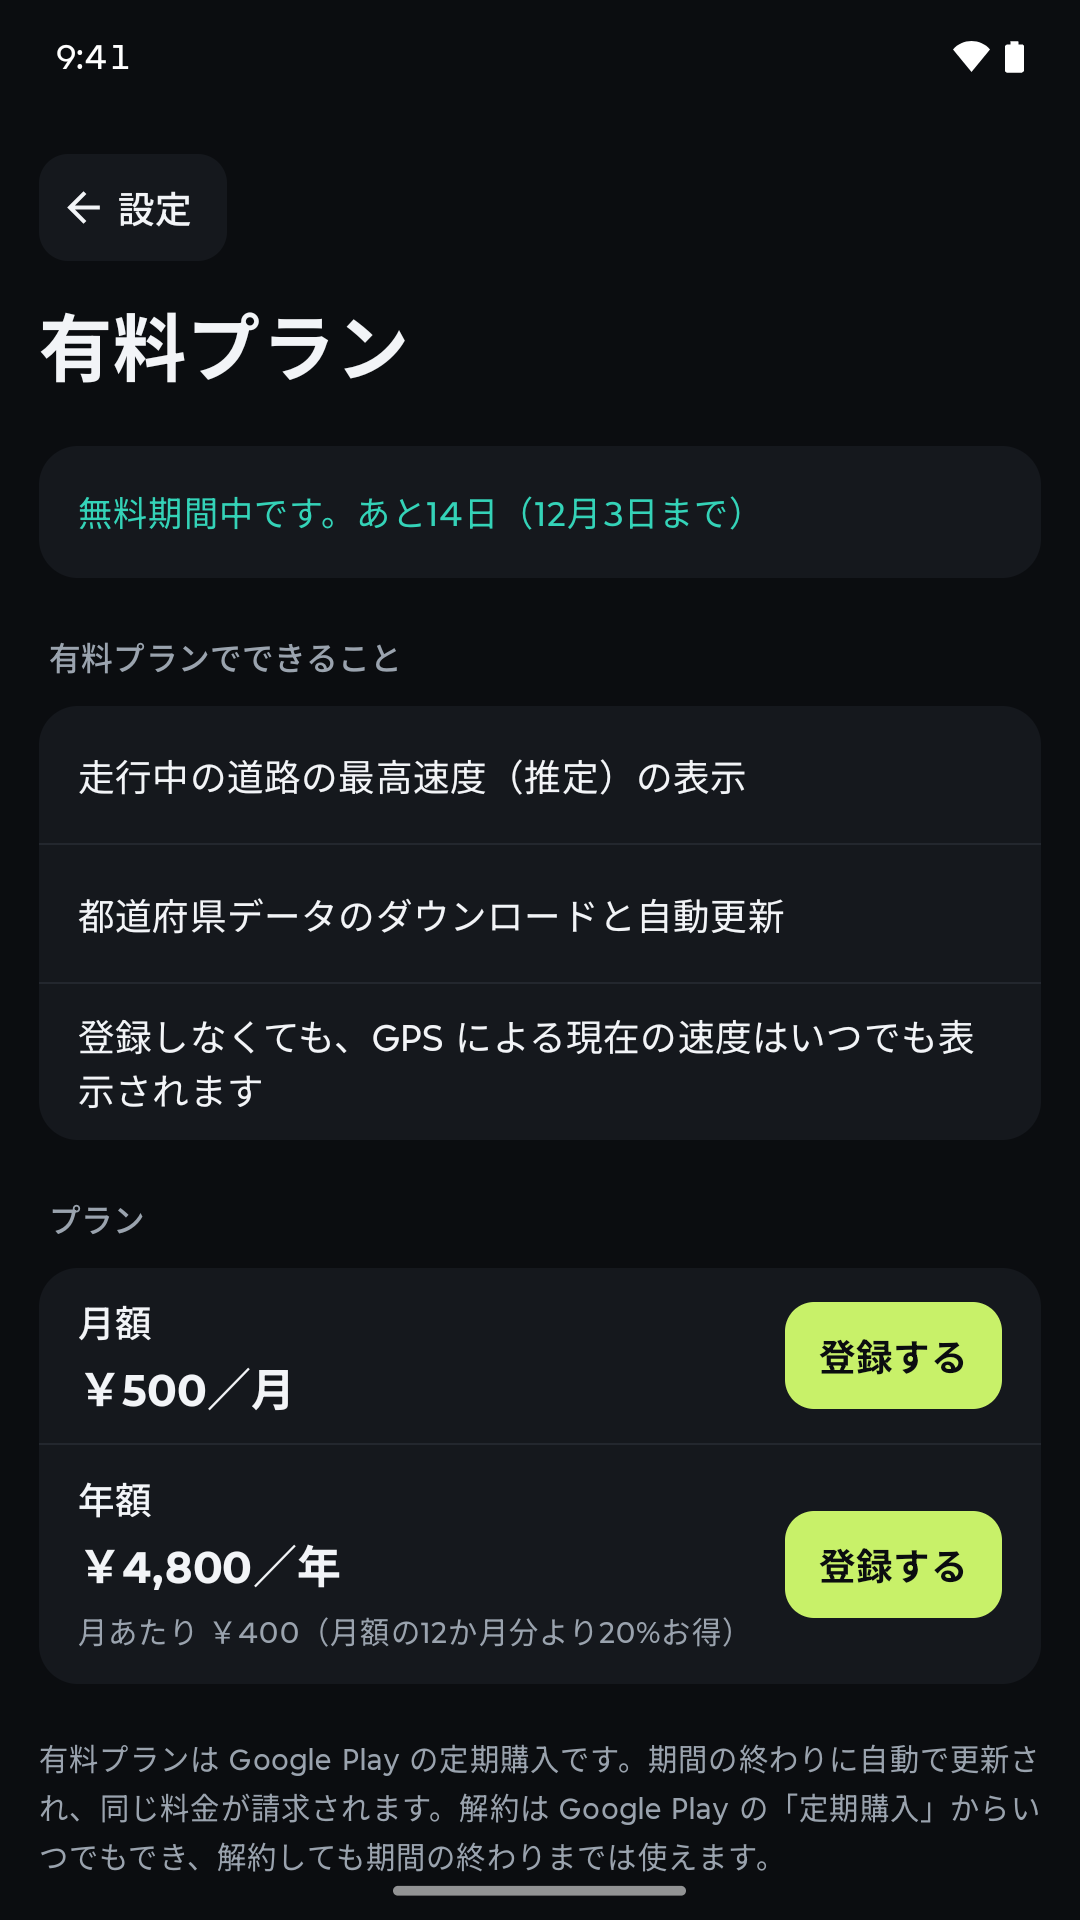 9:41
設定
有料プラン
無料期間中です。あと14日（12月3日まで）
有料プランでできること
走行中の道路の最高速度（推定）の表示
都道府県データのダウンロードと自動更新
登録しなくても、GPS による現在の速度はいつでも表
示されます
プラン
月額
￥500／月
登録する
年額
￥4,800／年
月あたり ￥400（月額の12か月分より20%お得）
登録する
有料プランは Google Play の定期購入です。期間の終わりに自動で更新さ
れ、同じ料金が請求されます。解約は Google Play の「定期購入」からい
つでもでき、解約しても期間の終わりまでは使えます。